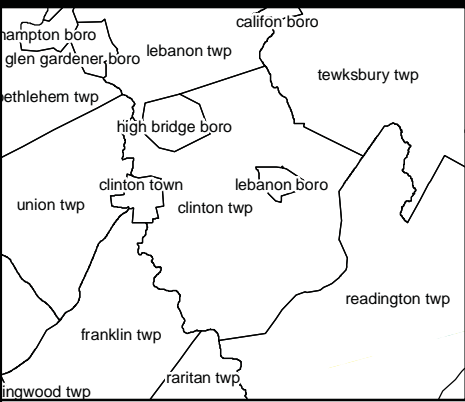 califon boro
hampton boro
lebanon twp
glen gardener boro
tewksbury twp
ethlehem twp
high bridge boro
clinton town
lebanon boro
union twp
clinton twp
readington twp
franklin twp
raritan twp
ingwood twp